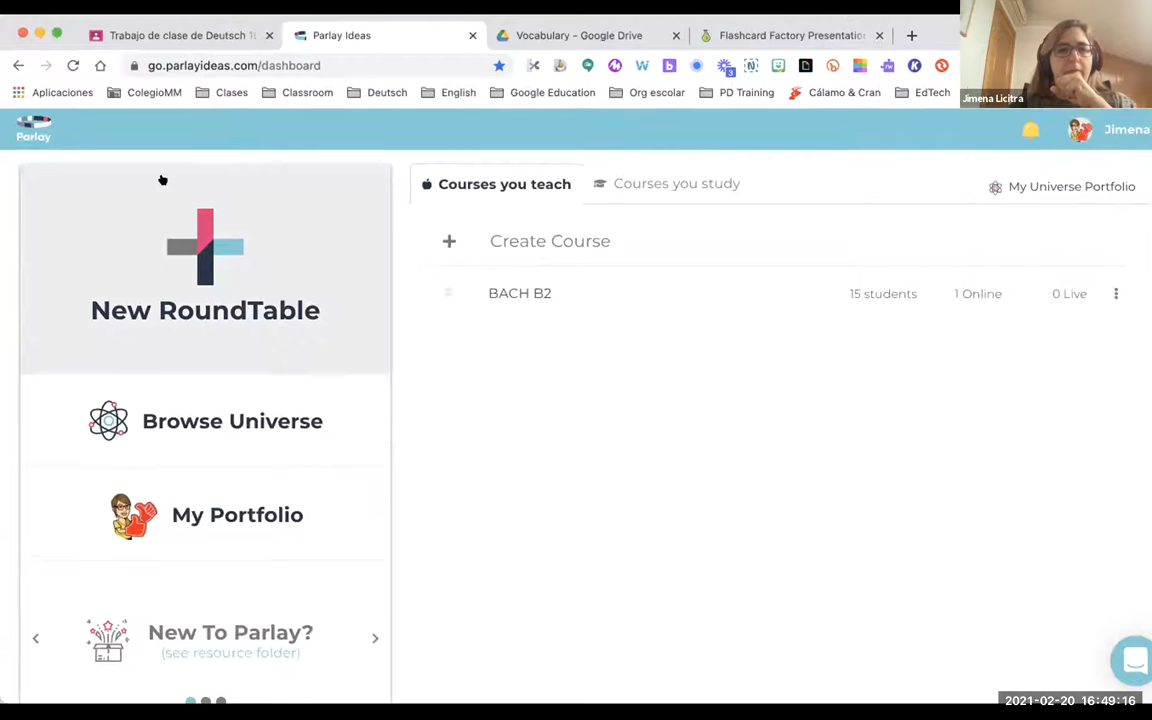 Trabajo de clase de Deutsch 1
Parlay Ideas
Vocabulary - Google Drive
Flashcard Factory Presentatio
go.parlayideas.com/dashboard
3
Aplicaciones
ColegioMM
Clases
Classroom
Deutsch
English
Google Education
Org escolar
PD Training
Cálamo & Cran
EdTech
Jimena Licitra
Parlay
Jimena
New RoundTable
Browse Universe
My Portfolio
New To Parlay?
(see resource folder)
Courses you teach
Courses you study
My Universe Portfolio
Create Course
BACH B2
15 students
1 Online
0 Live
2021-02-20 16:49:16